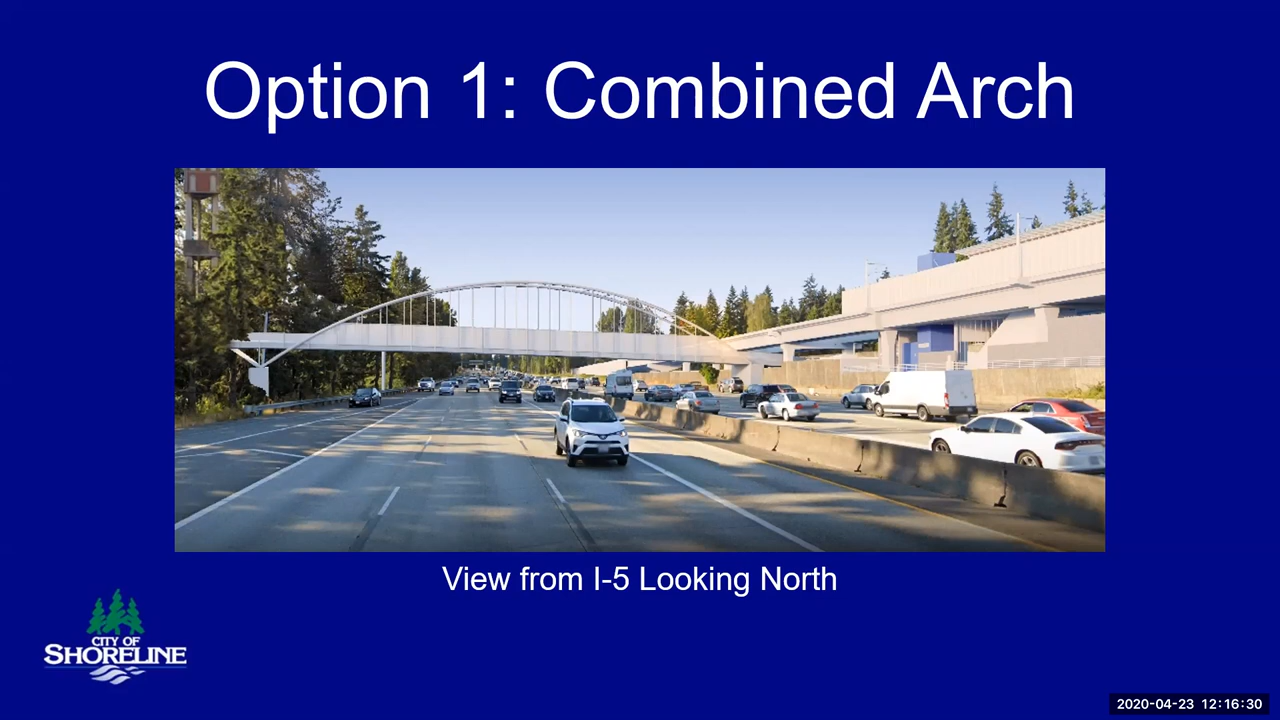 Option 1: Combined Arch
View from I-5 Looking North
CITY OF
SHORELINE
2020-04-23 12:16:30